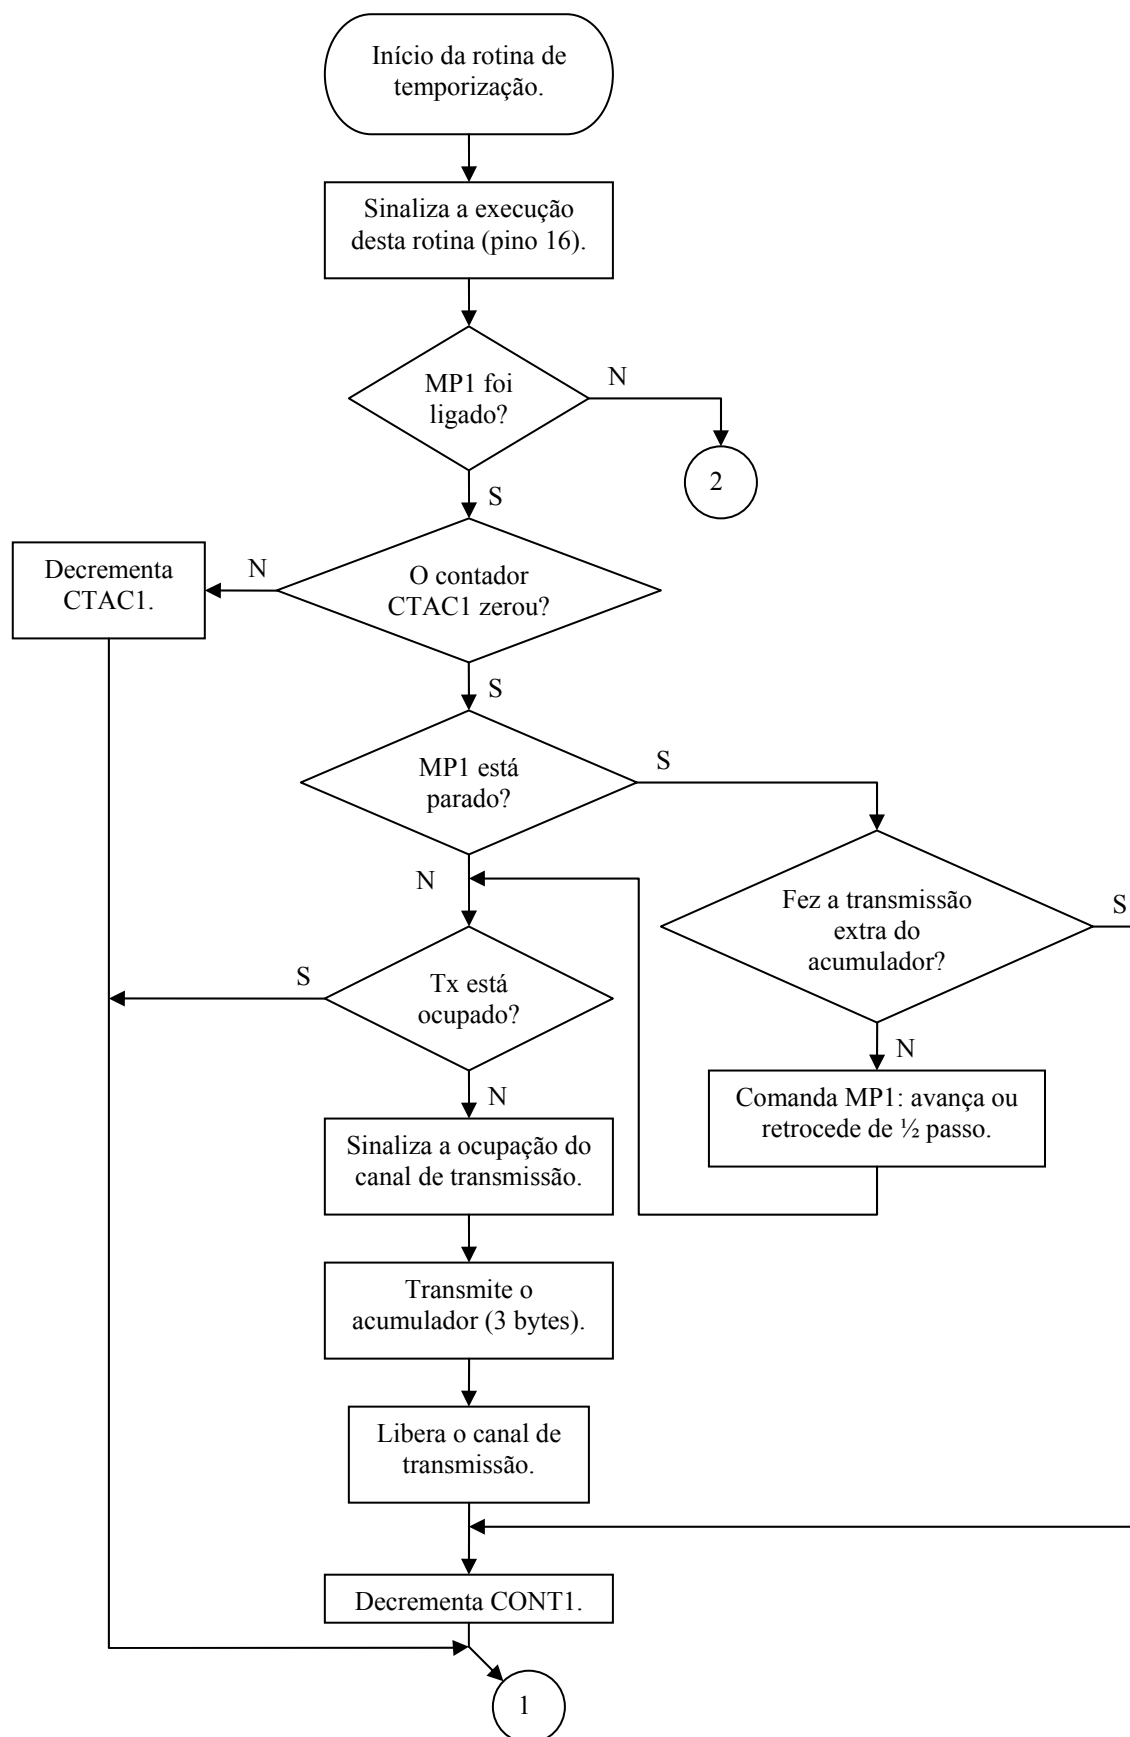 Início da rotina de
temporização.
Sinaliza a execução
desta rotina (pino 16).
MP1 foi
ligado?
N
2
S
O contador
CTAC1 zerou?
N
Decrementa
CTAC1.
S
MP1 está
parado?
S
N
Fez a transmissão
extra do
acumulador?
S
N
Comanda MP1: avança ou
retrocede de ½ passo.
Tx está
ocupado?
S
N
Sinaliza a ocupação do
canal de transmissão.
Transmite o
acumulador (3 bytes).
Libera o canal de
transmissão.
Decrementa CONT1.
1